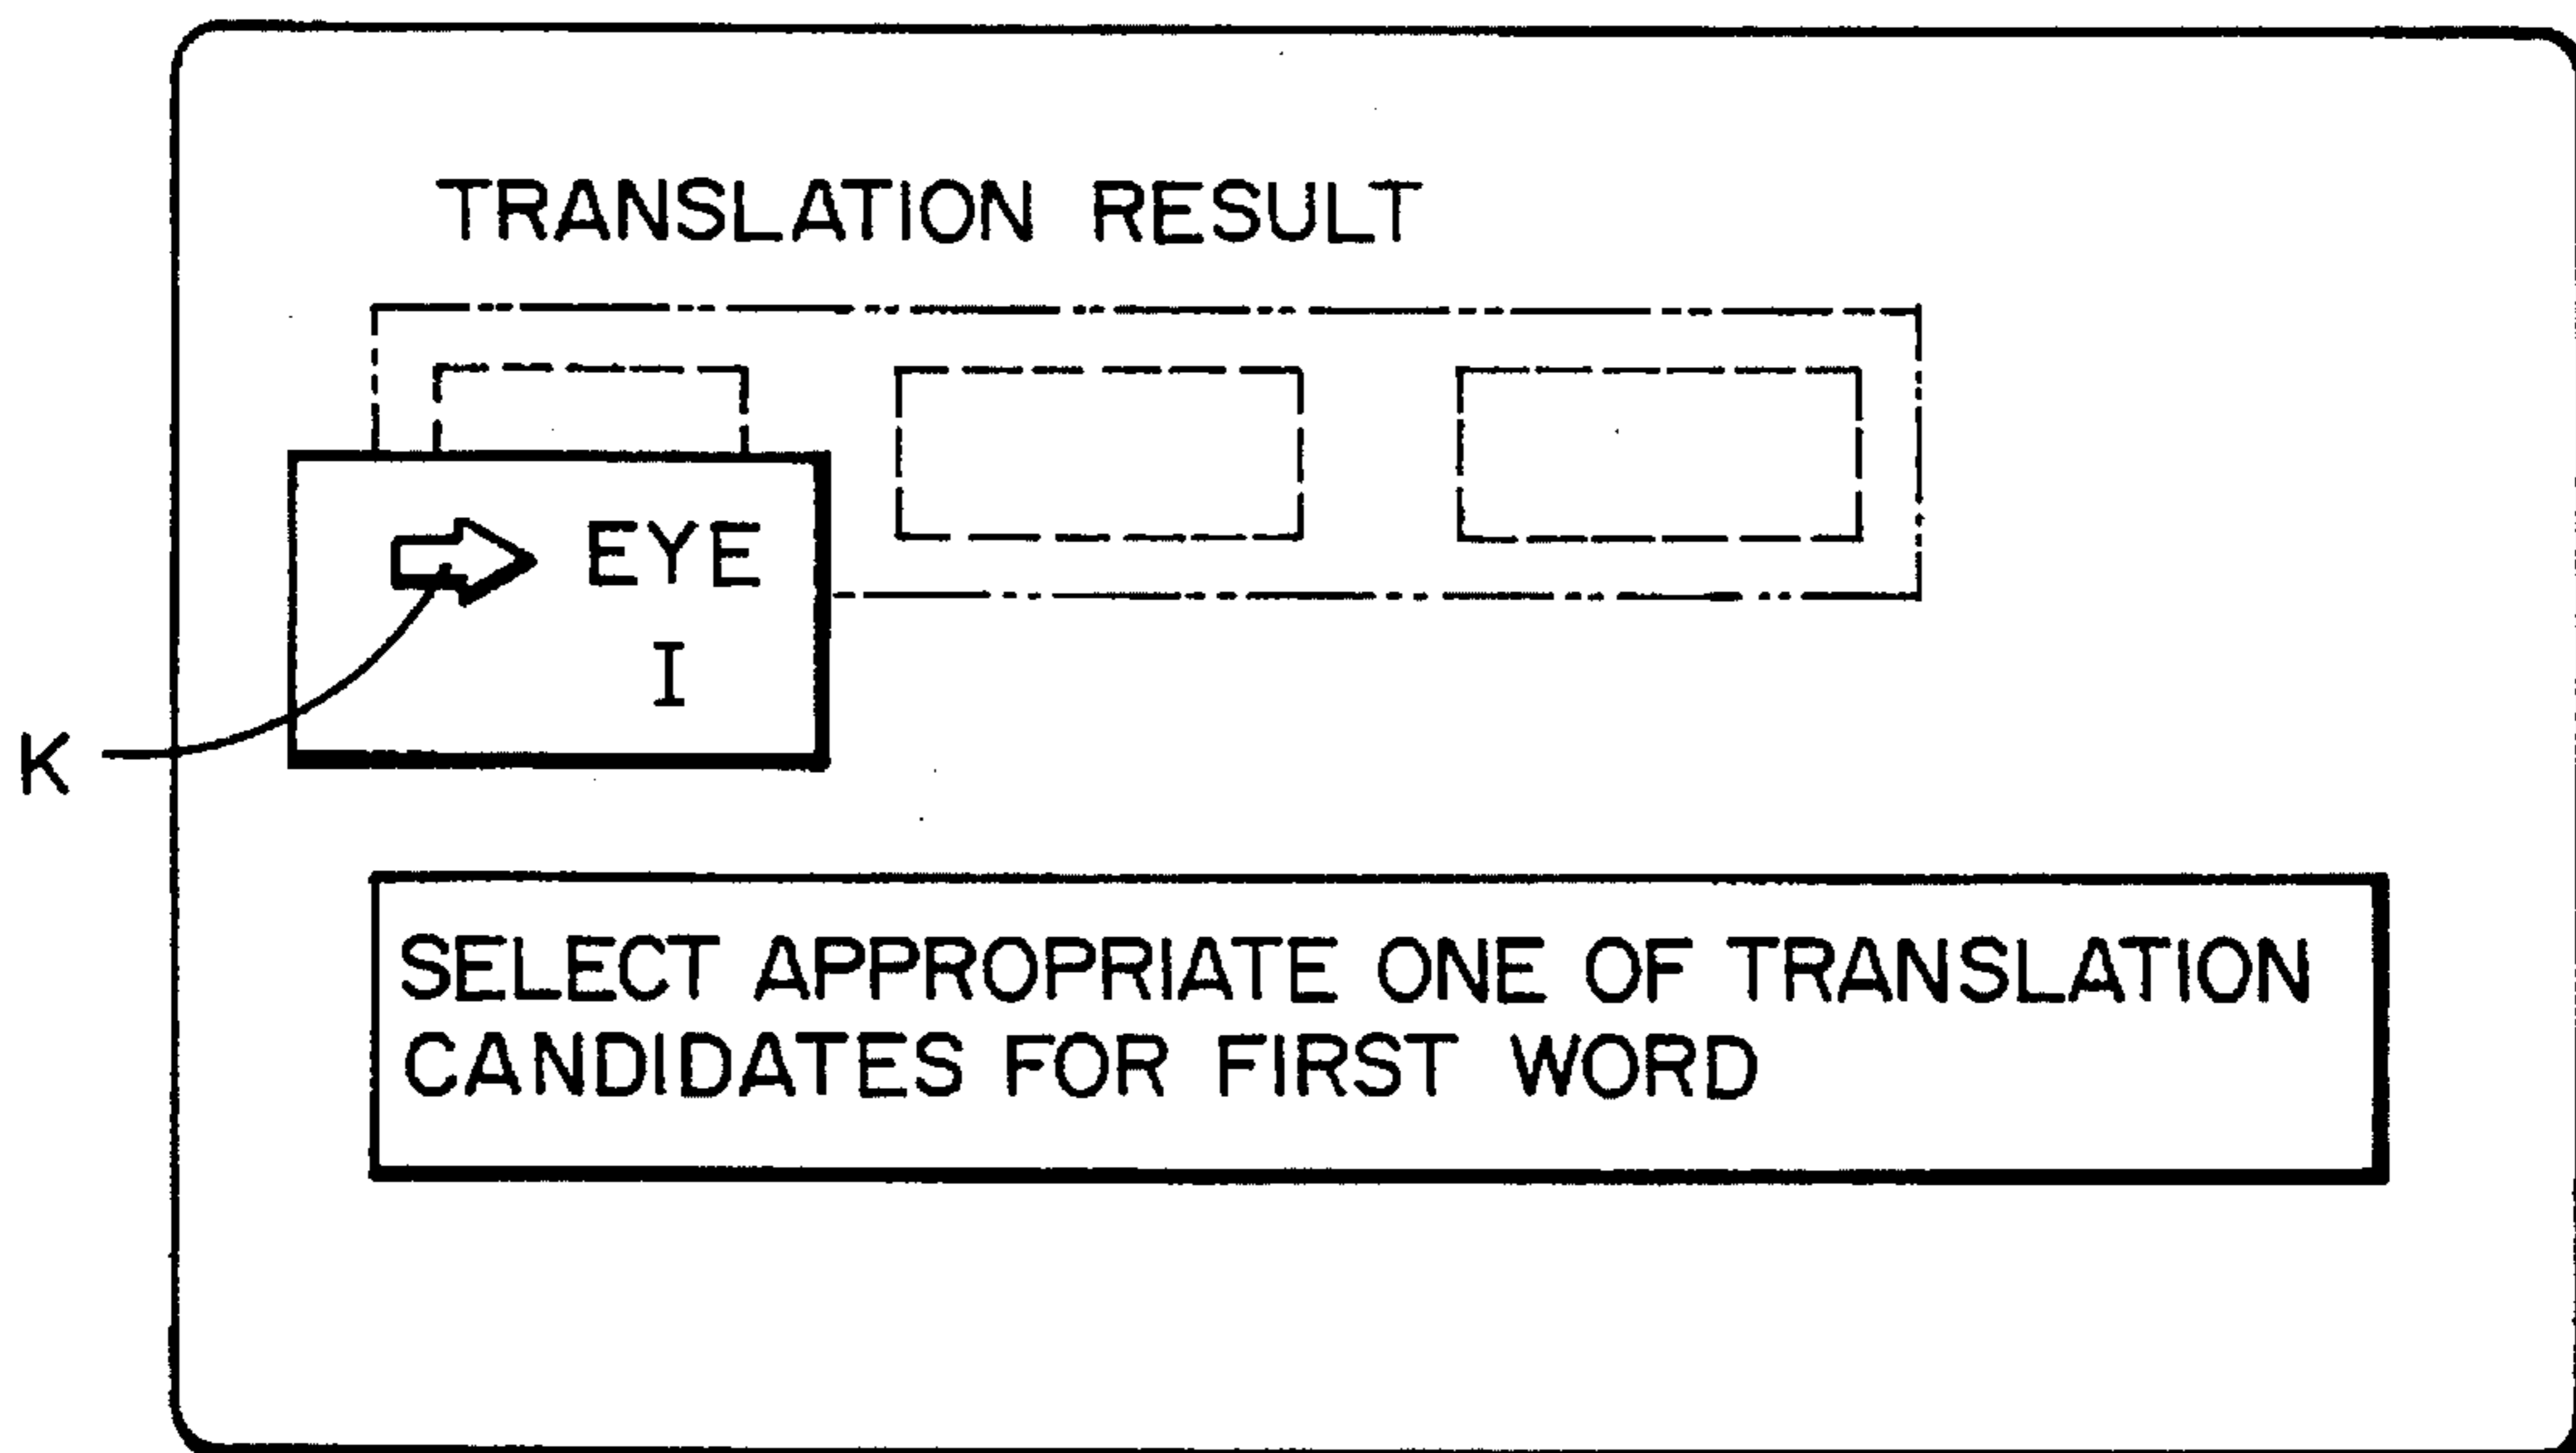 TRANSLATION RESULT
EYE
I
K
SELECT APPROPRIATE ONE OF TRANSLATION
CANDIDATES FOR FIRST WORD